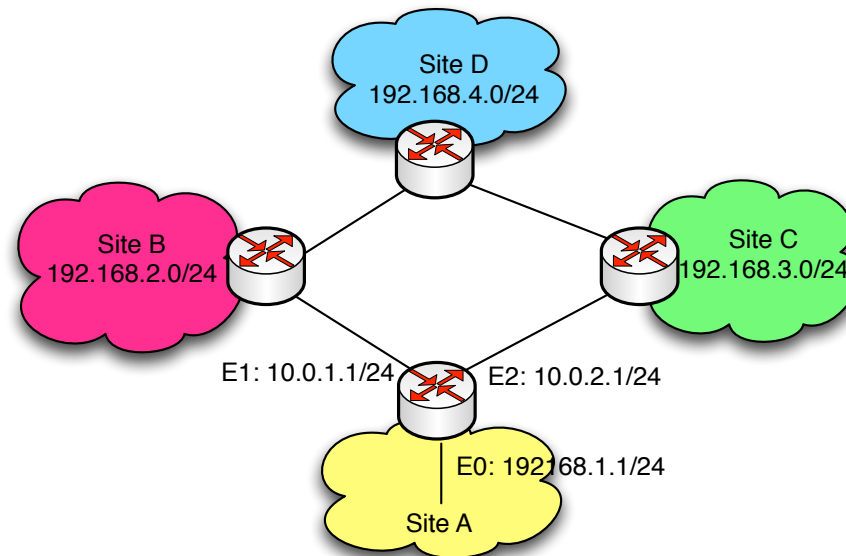 Site D
192.168.4.0/24
Site B
192.168.2.0/24
Site C
192.168.3.0/24
E1: 10.0.1.1/24
E2: 10.0.2.1/24
E0: 192168.1.1/24
Site A